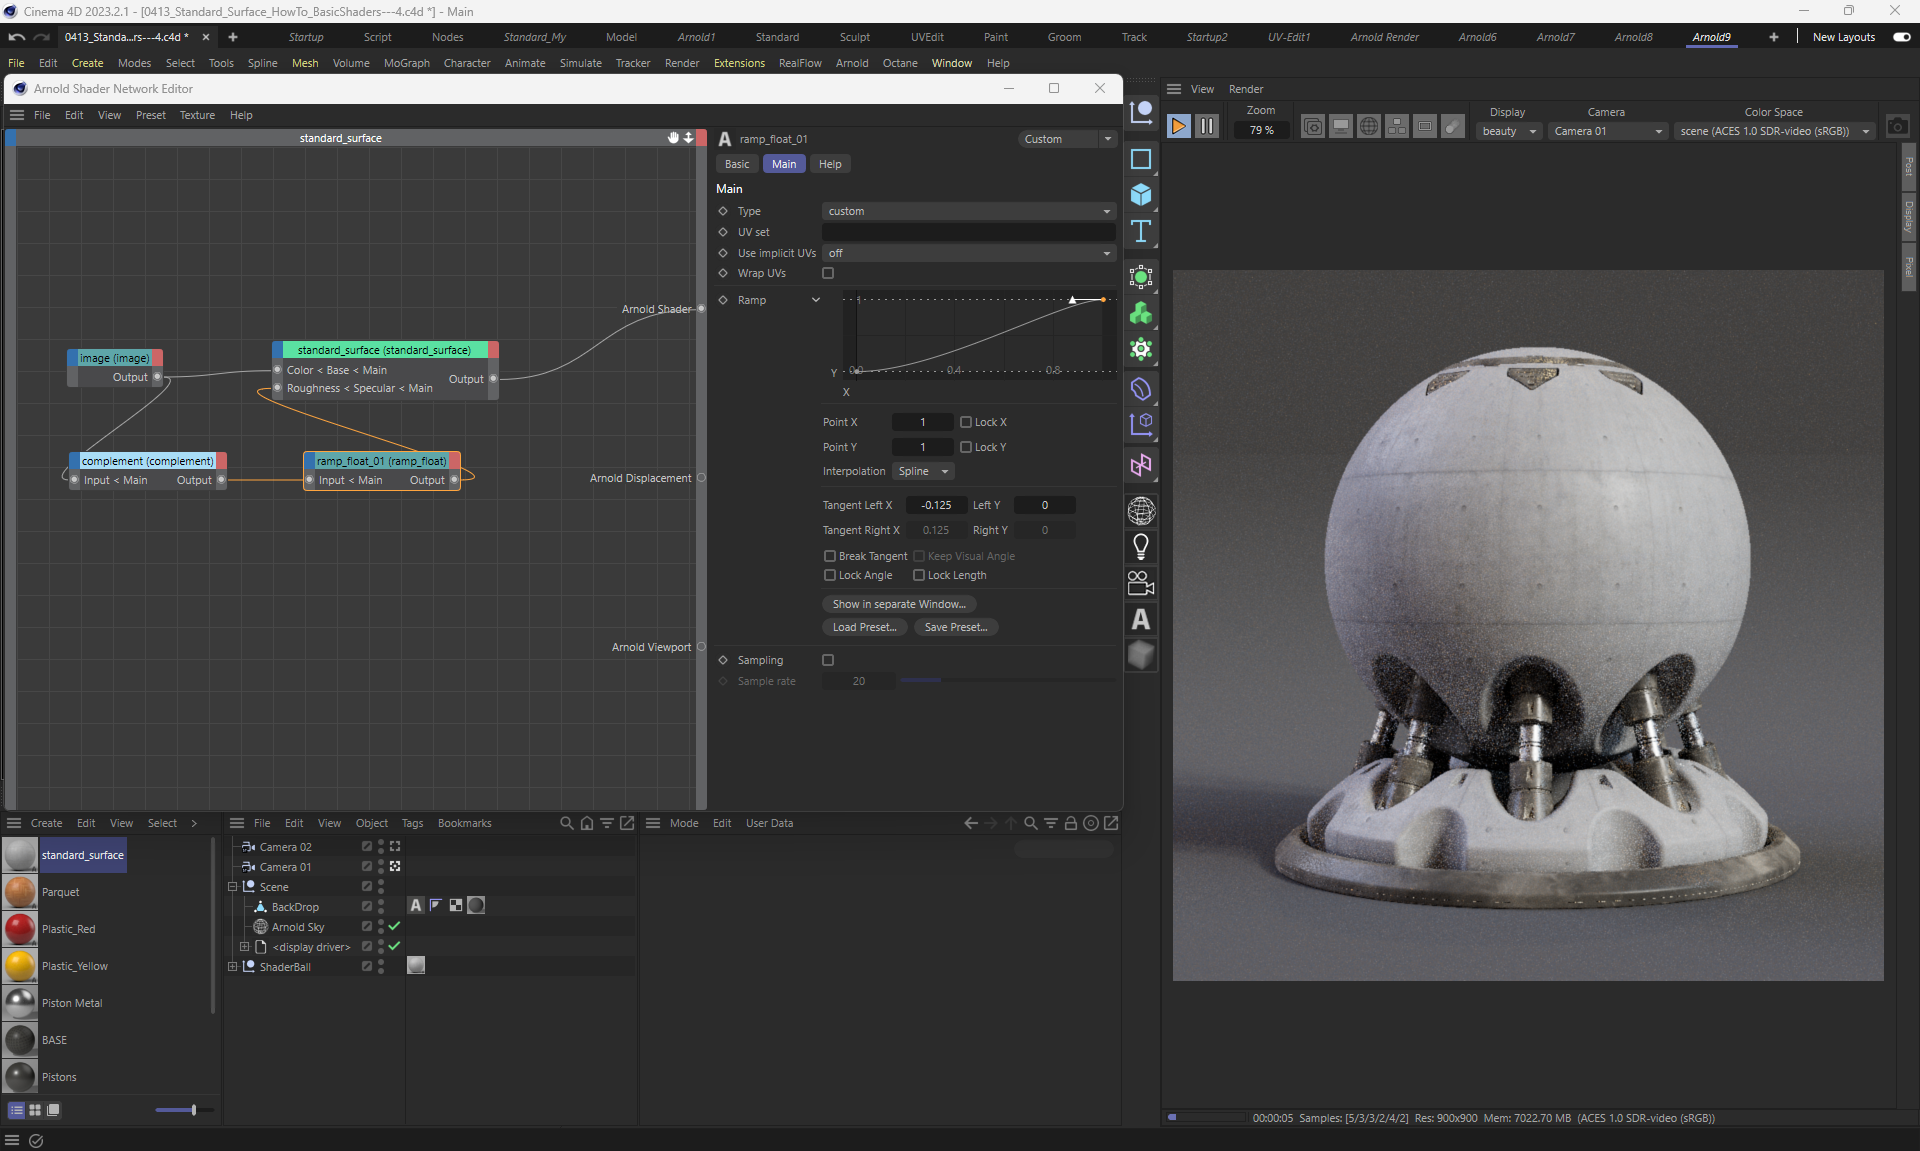 Cinema 4D 2023.2.1 - [0413_Standard_Surface_HowTo_BasicShaders---4.c4d *] - Main
0413_Standa...rs---4.c4d * Startup Script Nodes Standard_My Model Arnold1 Standard Sculpt UVEdit Paint Groom Track Startup2 UV-Edit1 Arnold Render Arnold6 Arnold7 Arnold8 Arnold9 New Layouts
File Edit Create Modes Select Tools Spline Mesh Volume MoGraph Character Animate Simulate Tracker Render Extensions RealFlow Arnold Octane Window Help
Arnold Shader Network Editor
File Edit View Preset Texture Help
standard_surface
Arnold Shader
image (image)
Output
standard_surface (standard_surface)
Color < Base < Main
Roughness < Specular < Main
Output
complement (complement)
Input < Main Output
ramp_float_01 (ramp_float)
Input < Main Output
Arnold Displacement
Arnold Viewport
A ramp_float_01 Custom
Basic Main Help
Main
Type custom
UV set
Use implicit UVs off
Wrap UVs
Ramp
Y 0.0 0.4 0.8
X
Point X 1 Lock X
Point Y 1 Lock Y
Interpolation Spline
Tangent Left X -0.125 Left Y 0
Tangent Right X 0.125 Right Y 0
Break Tangent Keep Visual Angle
Lock Angle Lock Length
Show in separate Window...
Load Preset... Save Preset...
Sampling
Sample rate 20
View Render
Zoom Display Camera Color Space
79 % beauty Camera 01 scene (ACES 1.0 SDR-video (sRGB))
Post
Display
Pixel
Create Edit View Select >
standard_surface
Parquet
Plastic_Red
Plastic_Yellow
Piston Metal
BASE
Pistons
File Edit View Object Tags Bookmarks
Camera 02
Camera 01
Scene
BackDrop
Arnold Sky
<display driver>
ShaderBall
Mode Edit User Data
00:00:05 Samples: [5/3/3/2/4/2] Res: 900x900 Mem: 7022.70 MB (ACES 1.0 SDR-video (sRGB))